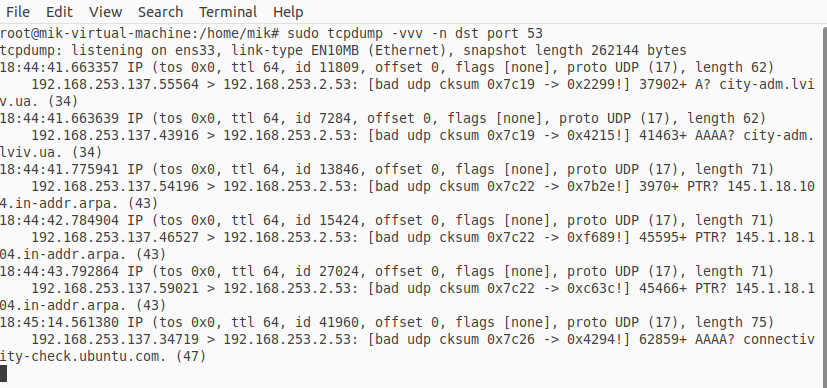 File Edit View Search Terminal Help
root@mik-virtual-machine:/home/mik# sudo tcpdump -vvv -n dst port 53
tcpdump: listening on ens33, link-type EN10MB (Ethernet), snapshot length 262144 bytes
18:44:41.663357 IP (tos 0x0, ttl 64, id 11809, offset 0, flags [none], proto UDP (17), length 62)
    192.168.253.137.55564 > 192.168.253.2.53: [bad udp cksum 0x7c19 -> 0x2299!] 37902+ A? city-adm.lvi
v.ua. (34)
18:44:41.663639 IP (tos 0x0, ttl 64, id 7284, offset 0, flags [none], proto UDP (17), length 62)
    192.168.253.137.43916 > 192.168.253.2.53: [bad udp cksum 0x7c19 -> 0x4215!] 41463+ AAAA? city-adm.
lviv.ua. (34)
18:44:41.775941 IP (tos 0x0, ttl 64, id 13846, offset 0, flags [none], proto UDP (17), length 71)
    192.168.253.137.54196 > 192.168.253.2.53: [bad udp cksum 0x7c22 -> 0x7b2e!] 3970+ PTR? 145.1.18.10
4.in-addr.arpa. (43)
18:44:42.784904 IP (tos 0x0, ttl 64, id 15424, offset 0, flags [none], proto UDP (17), length 71)
    192.168.253.137.46527 > 192.168.253.2.53: [bad udp cksum 0x7c22 -> 0xf689!] 45595+ PTR? 145.1.18.1
04.in-addr.arpa. (43)
18:44:43.792864 IP (tos 0x0, ttl 64, id 27024, offset 0, flags [none], proto UDP (17), length 71)
    192.168.253.137.59021 > 192.168.253.2.53: [bad udp cksum 0x7c22 -> 0xc63c!] 45466+ PTR? 145.1.18.1
04.in-addr.arpa. (43)
18:45:14.561380 IP (tos 0x0, ttl 64, id 41960, offset 0, flags [none], proto UDP (17), length 75)
    192.168.253.137.34719 > 192.168.253.2.53: [bad udp cksum 0x7c26 -> 0x4294!] 62859+ AAAA? connectiv
ity-check.ubuntu.com. (47)